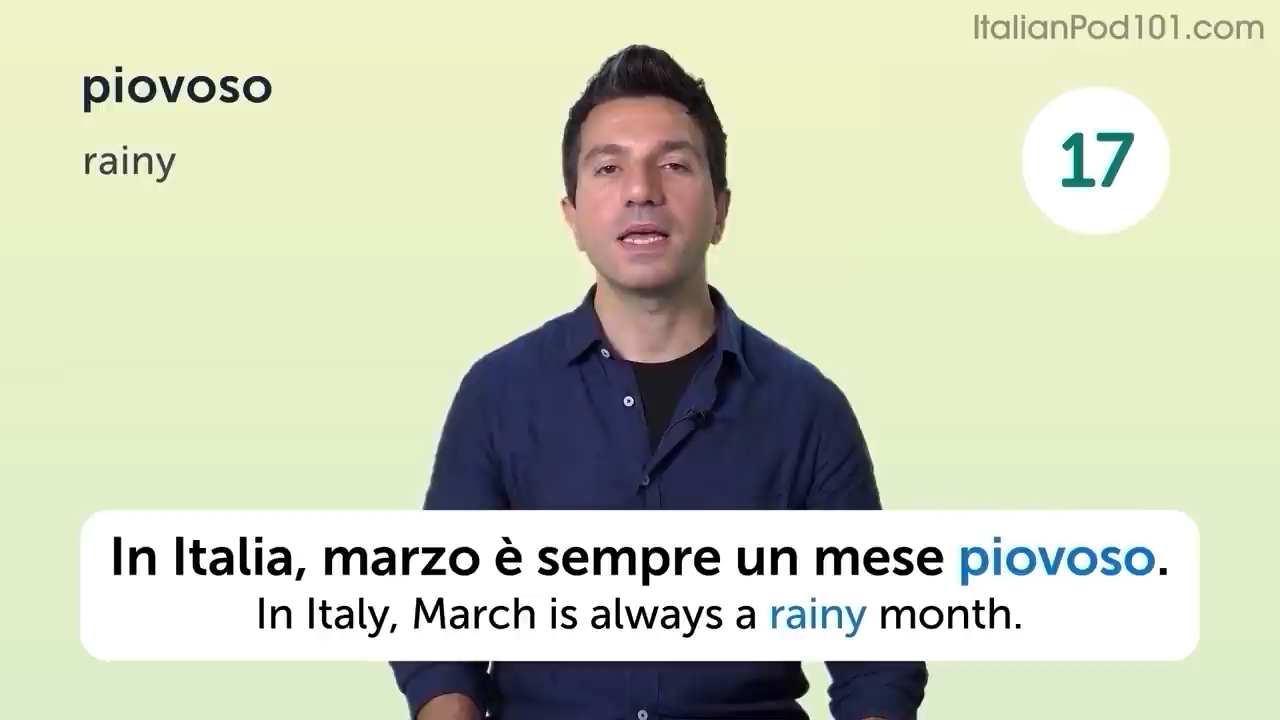 ItalianPod101.com
piovoso
rainy
17
In Italia, marzo è sempre un mese piovoso.
In Italy, March is always a rainy month.